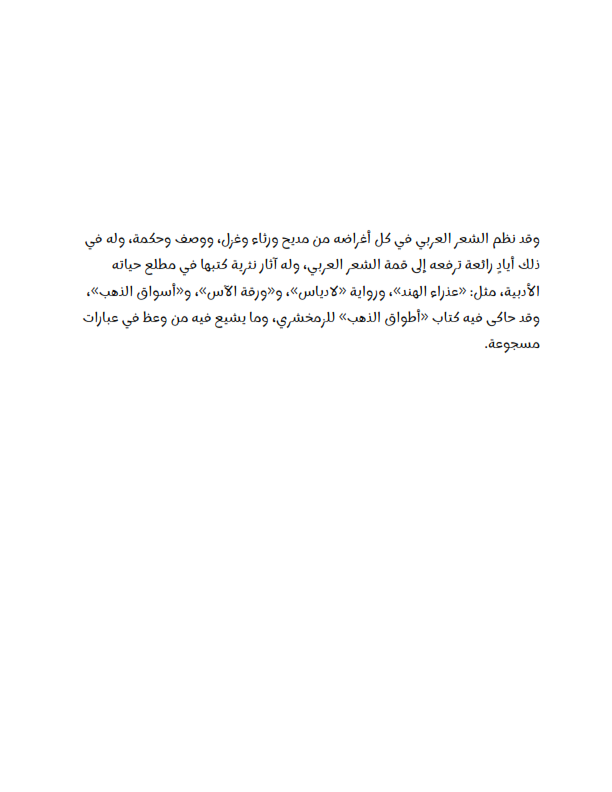 وقد نظم الشعر العربي في كل أغراضه من مديح ورثاء وغزل، ووصف وحكمة، وله في
ذلك أيادٍ رائعة ترفعه إلى قمة الشعر العربي، وله آثار نثرية كتبها في مطلع حياته
الأدبية، مثل: «عذراء الهند»، ورواية «لادياس»، و«ورقة الآس»، و«أسواق الذهب»،
وقد حاكى فيه كتاب «أطواق الذهب» للزمخشري، وما يشيع فيه من وعظ في عبارات
مسجوعة.